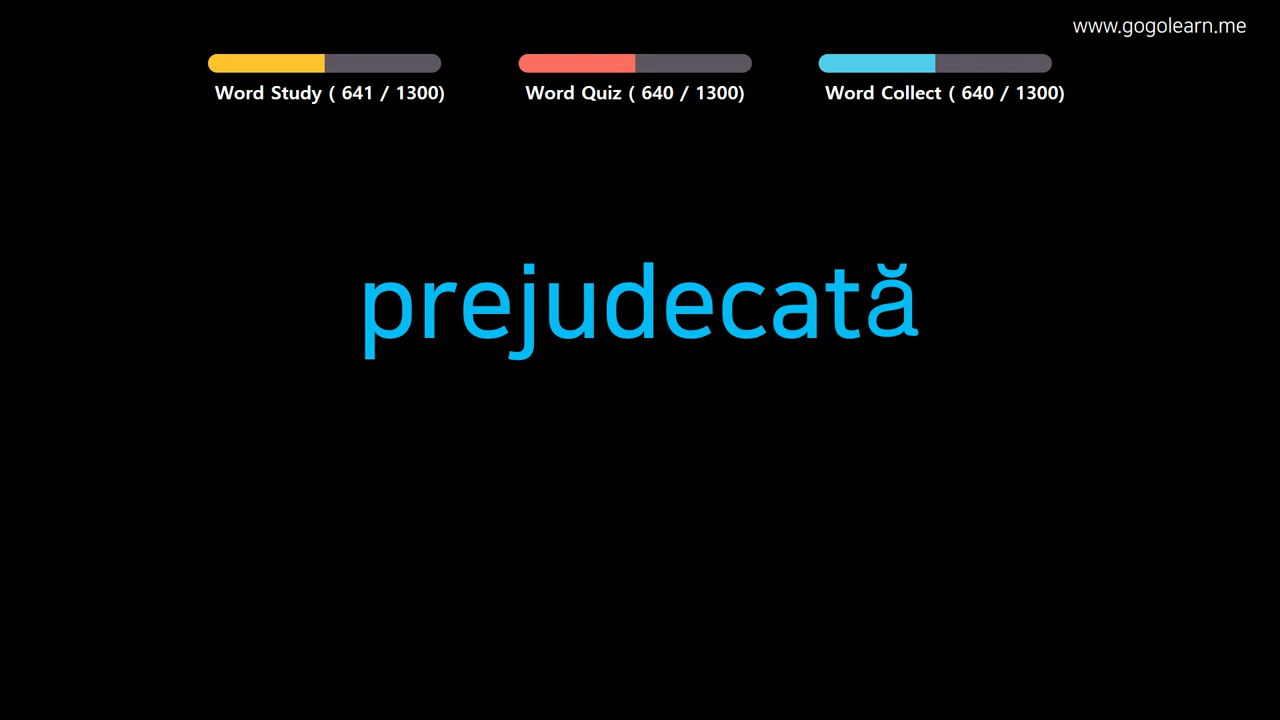 www.gogolearn.me
Word Study ( 641 / 1300)
Word Quiz ( 640 / 1300)
Word Collect ( 640 / 1300)
prejudecată